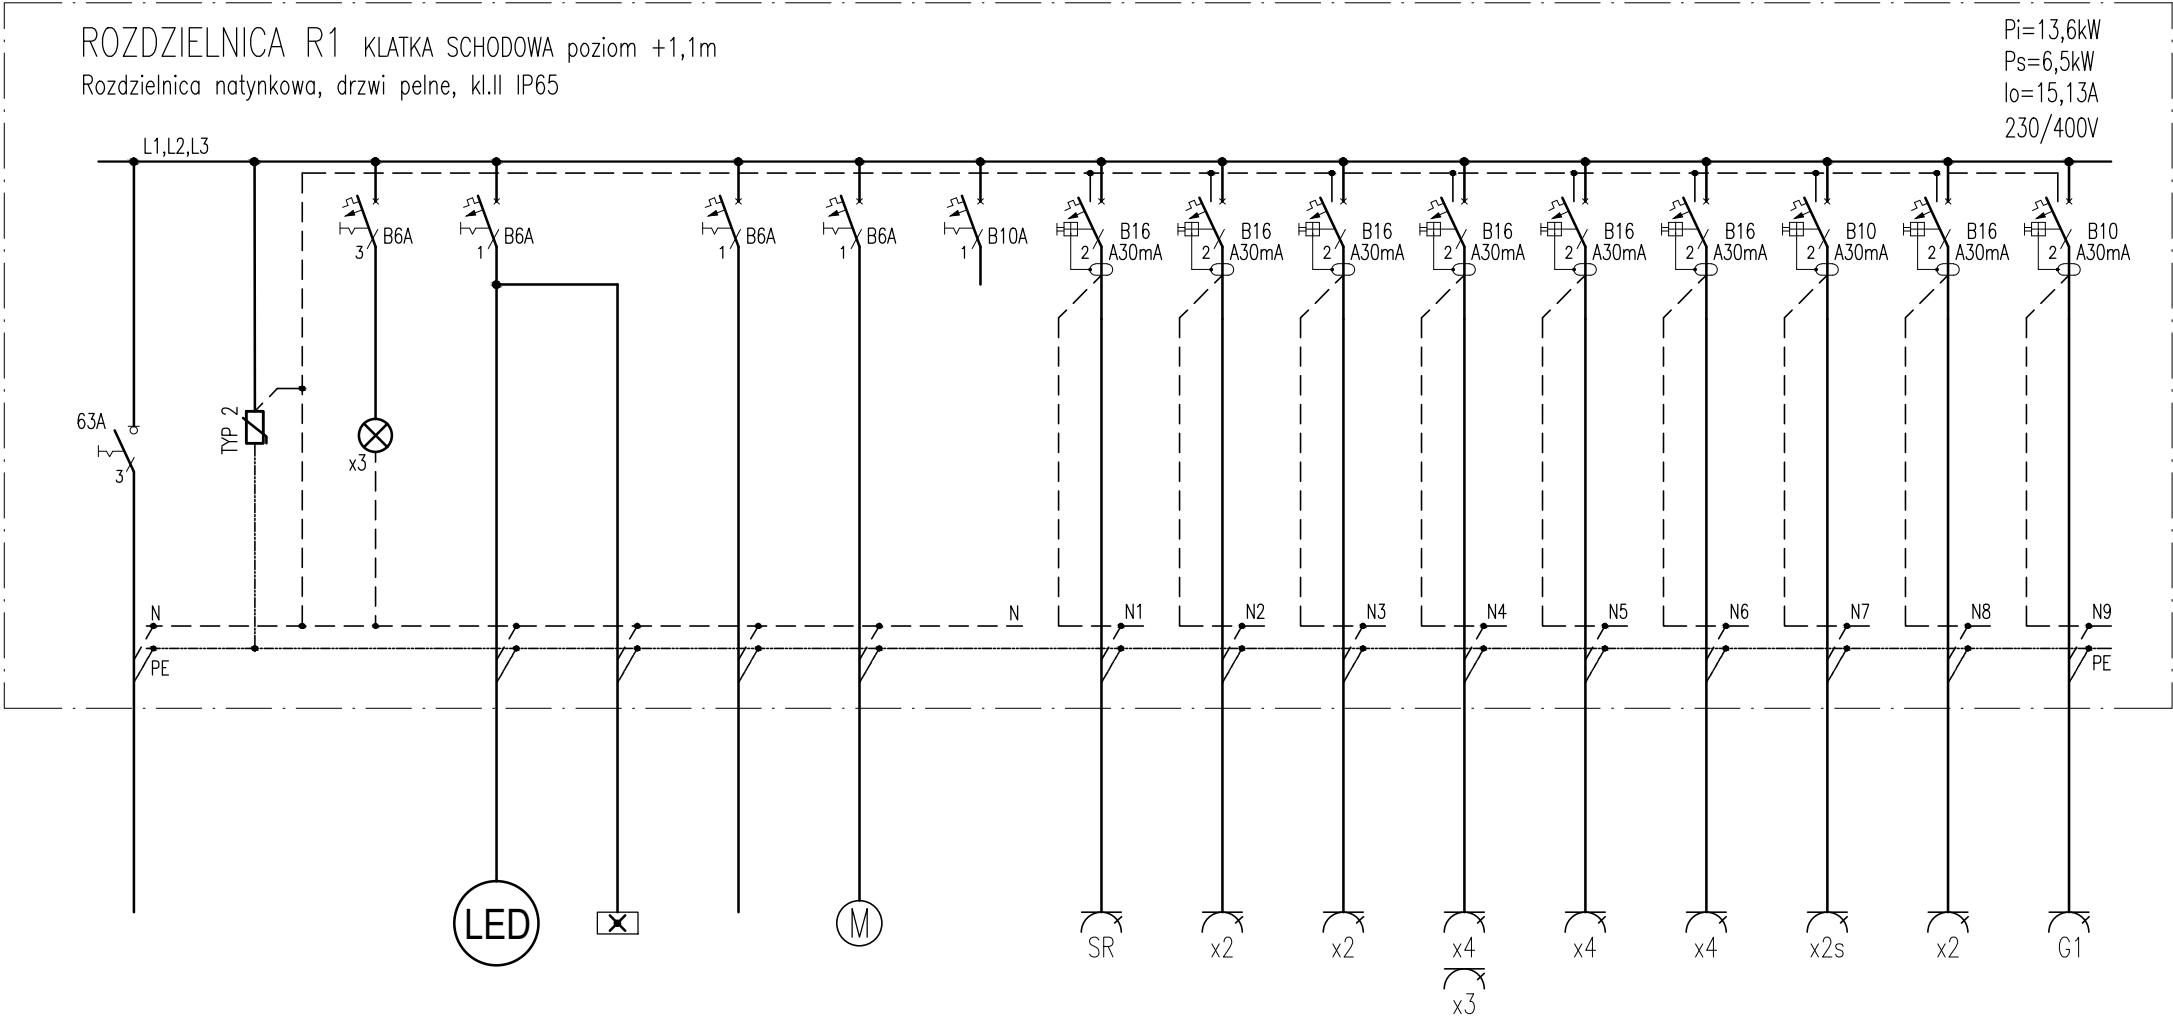 ROZDZIELNICA R1 KLATKA SCHODOWA poziom +1,1m
Rozdzielnica natynkowa, drzwi pelne, kl.II IP65
Pi=13,6kW
Ps=6,5kW
Io=15,13A
230/400V
L1,L2,L3
B6A B6A B6A B6A B10A B16 B16 B16 B16 B16 B16 B10 B16 B10
3 1 1 1 1 2 A30mA 2 A30mA 2 A30mA 2 A30mA 2 A30mA 2 A30mA 2 A30mA 2 A30mA 2 A30mA
63A
3
TYP 2
x3
N N N1 N2 N3 N4 N5 N6 N7 N8 N9
PE PE
LED M
SR x2 x2 x4 x4 x4 x2s x2 G1
x3